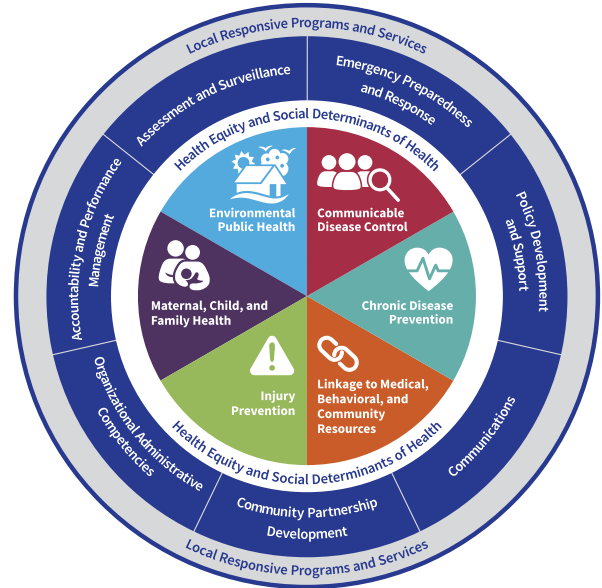 Local Responsive Programs and Services
Assessment and Surveillance
Emergency Preparedness
and Response
Policy Development
and Support
Communications
Community Partnership
Development
Organizational Administrative
Competencies
Accountability and Performance
Management
Health Equity and Social Determinants of Health
Environmental
Public Health
Communicable
Disease Control
Chronic Disease
Prevention
Linkage to Medical,
Behavioral, and
Community
Resources
Injury
Prevention
Maternal, Child, and
Family Health
Health Equity and Social Determinants of Health
Local Responsive Programs and Services